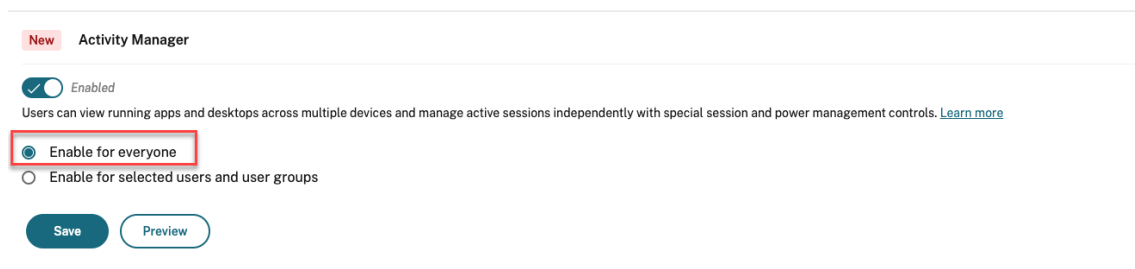 New Activity Manager
Enabled
Users can view running apps and desktops across multiple devices and manage active sessions independently with special session and power management controls. Learn more
Enable for everyone
Enable for selected users and user groups
Save Preview